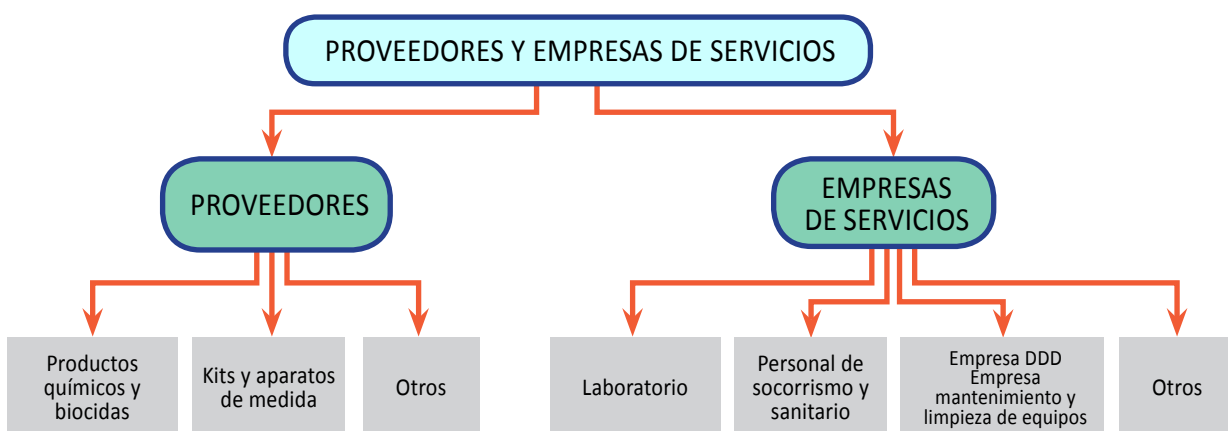 PROVEEDORES Y EMPRESAS DE SERVICIOS
PROVEEDORES
EMPRESAS
DE SERVICIOS
Productos
químicos y
biocidas
Kits y aparatos
de medida
Otros
Laboratorio
Personal de
socorrismo y
sanitario
Empresa DDD
Empresa
mantenimiento y
limpieza de equipos
Otros